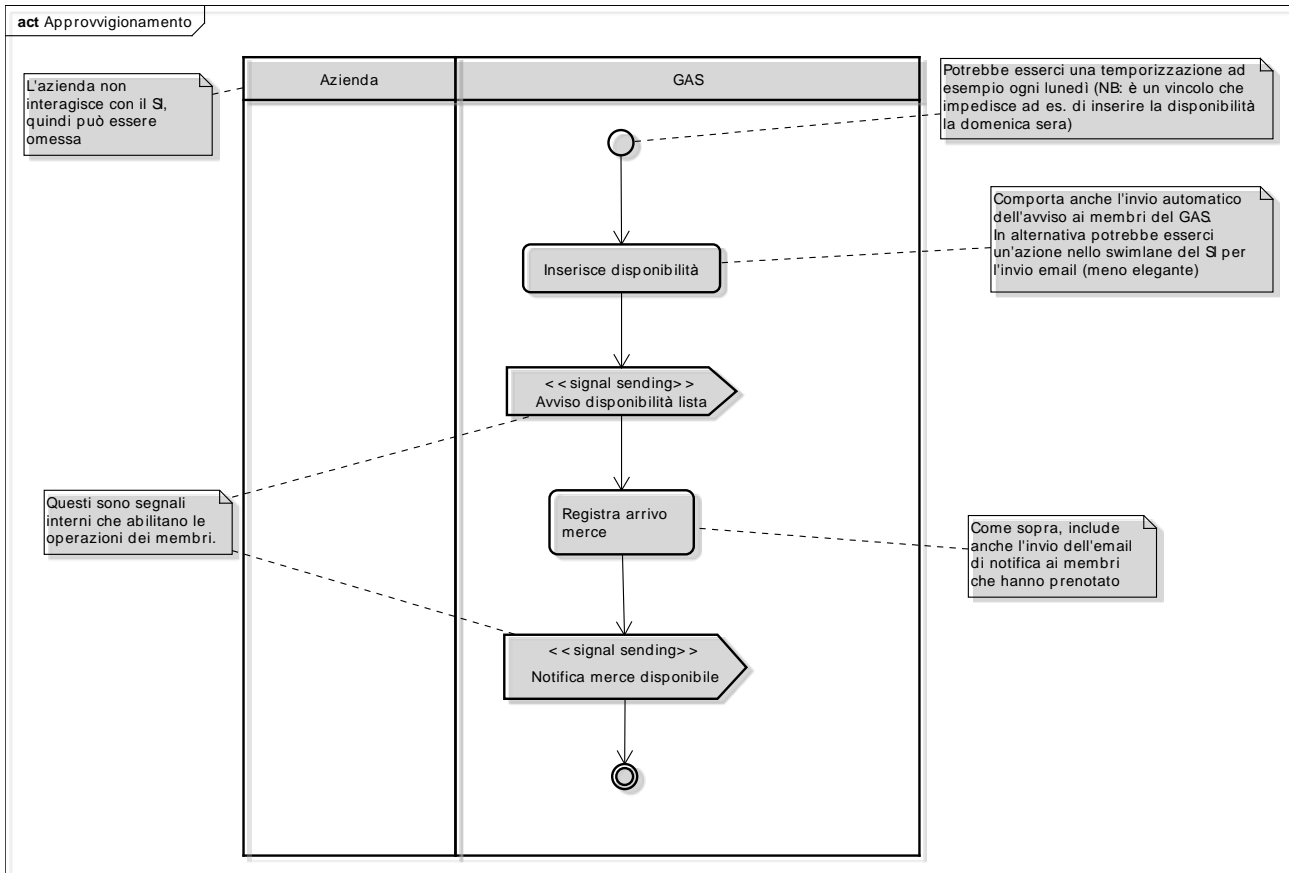 act Approvvigionamento
L'azienda non
interagisce con il SI,
quindi può essere
omessa
Azienda
GAS
Potrebbe esserci una temporizzazione ad
esempio ogni lunedì (NB: è un vincolo che
impedisce ad es. di inserire la disponibilità
la domenica sera)
Comporta anche l'invio automatico
dell'avviso ai membri del GAS.
In alternativa potrebbe esserci
un'azione nello swimlane del SI per
l'invio email (meno elegante)
Inserisce disponibilità
<<signal sending>>
Avviso disponibilità lista
Questi sono segnali
interni che abilitano le
operazioni dei membri.
Registra arrivo
merce
Come sopra, include
anche l'invio dell'email
di notifica ai membri
che hanno prenotato
<<signal sending>>
Notifica merce disponibile